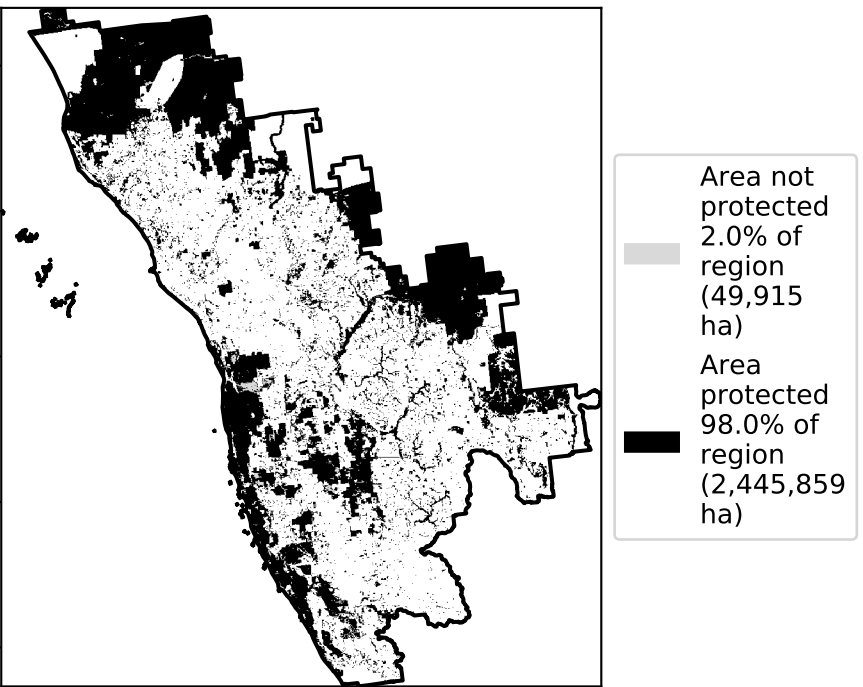 Area not
protected
2.0% of
region
(49,915
ha)
Area
protected
98.0% of
region
(2,445,859
ha)